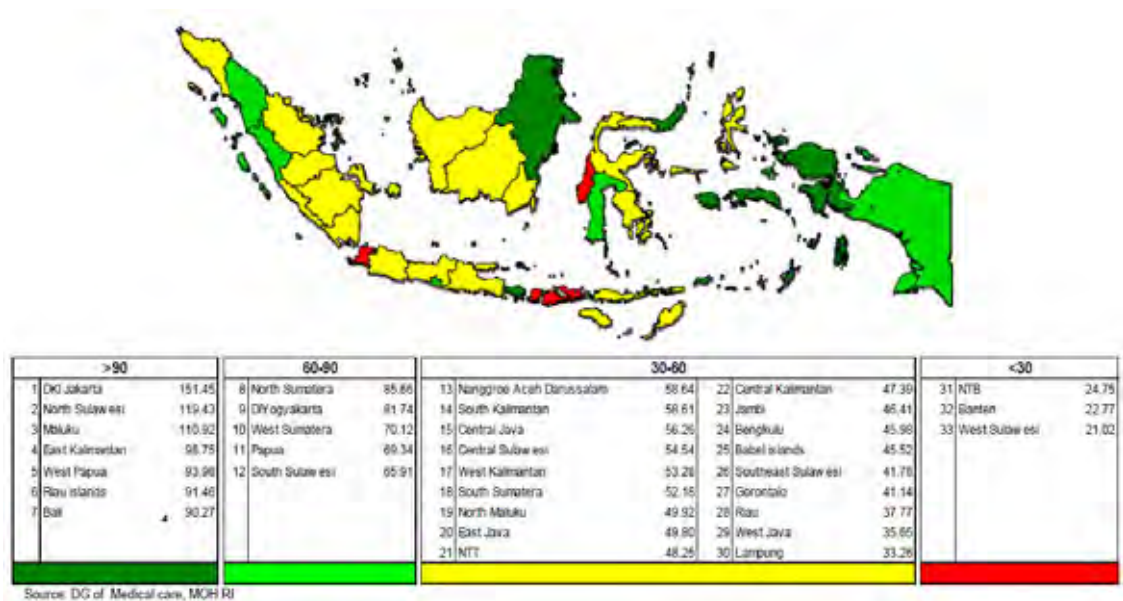 >90 60-90 30-60 <30
1 DKI Jakarta 151.45 8 North Sumatera 85.66 13 Nanggroe Aceh Darussalam 58.64 22 Central Kalimantan 47.39 31 NTB 24.75
2 North Sulawesi 119.43 9 DIYogyakarta 81.74 14 South Kalimantan 58.61 23 Jambi 46.41 32 Banten 22.77
3 Maluku 110.92 10 West Sumatera 70.12 15 Central Java 56.26 24 Bengkulu 45.98 33 West Sulawesi 21.02
4 East Kalimantan 98.75 11 Papua 69.34 16 Central Sulawesi 54.54 25 Babel islands 45.52
5 West Papua 93.98 12 South Sulawesi 65.91 17 West Kalimantan 53.28 26 Southeast Sulawesi 41.78
6 Riau islands 91.46 18 South Sumatera 52.16 27 Gorontalo 41.14
7 Bali 90.27 19 North Maluku 49.92 28 Riau 37.77
20 East Java 49.80 29 West Java 35.65
21 NTT 48.25 30 Lampung 33.26
Source: DG of Medical care, MOH RI